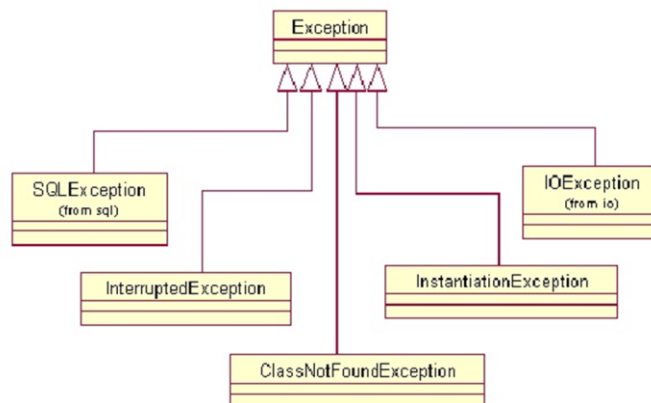 Exception
SQLException
(from sql)
IOException
(from io)
InterruptedException
InstantiationException
ClassNotFoundException